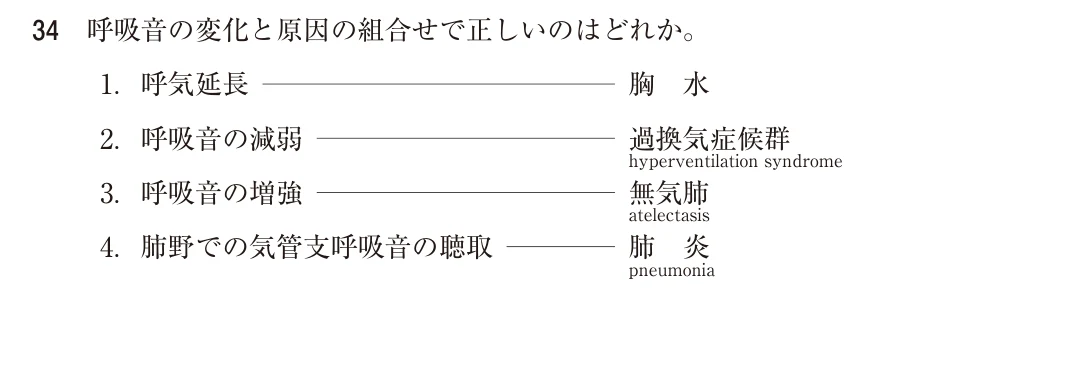 34 呼吸音の変化と原因の組合せで正しいのはどれか。
1. 呼気延長 ――― 胸 水
2. 呼吸音の減弱 ――― 過換気症候群
hyperventilation syndrome
3. 呼吸音の増強 ――― 無気肺
atelectasis
4. 肺野での気管支呼吸音の聴取 ――― 肺 炎
pneumonia